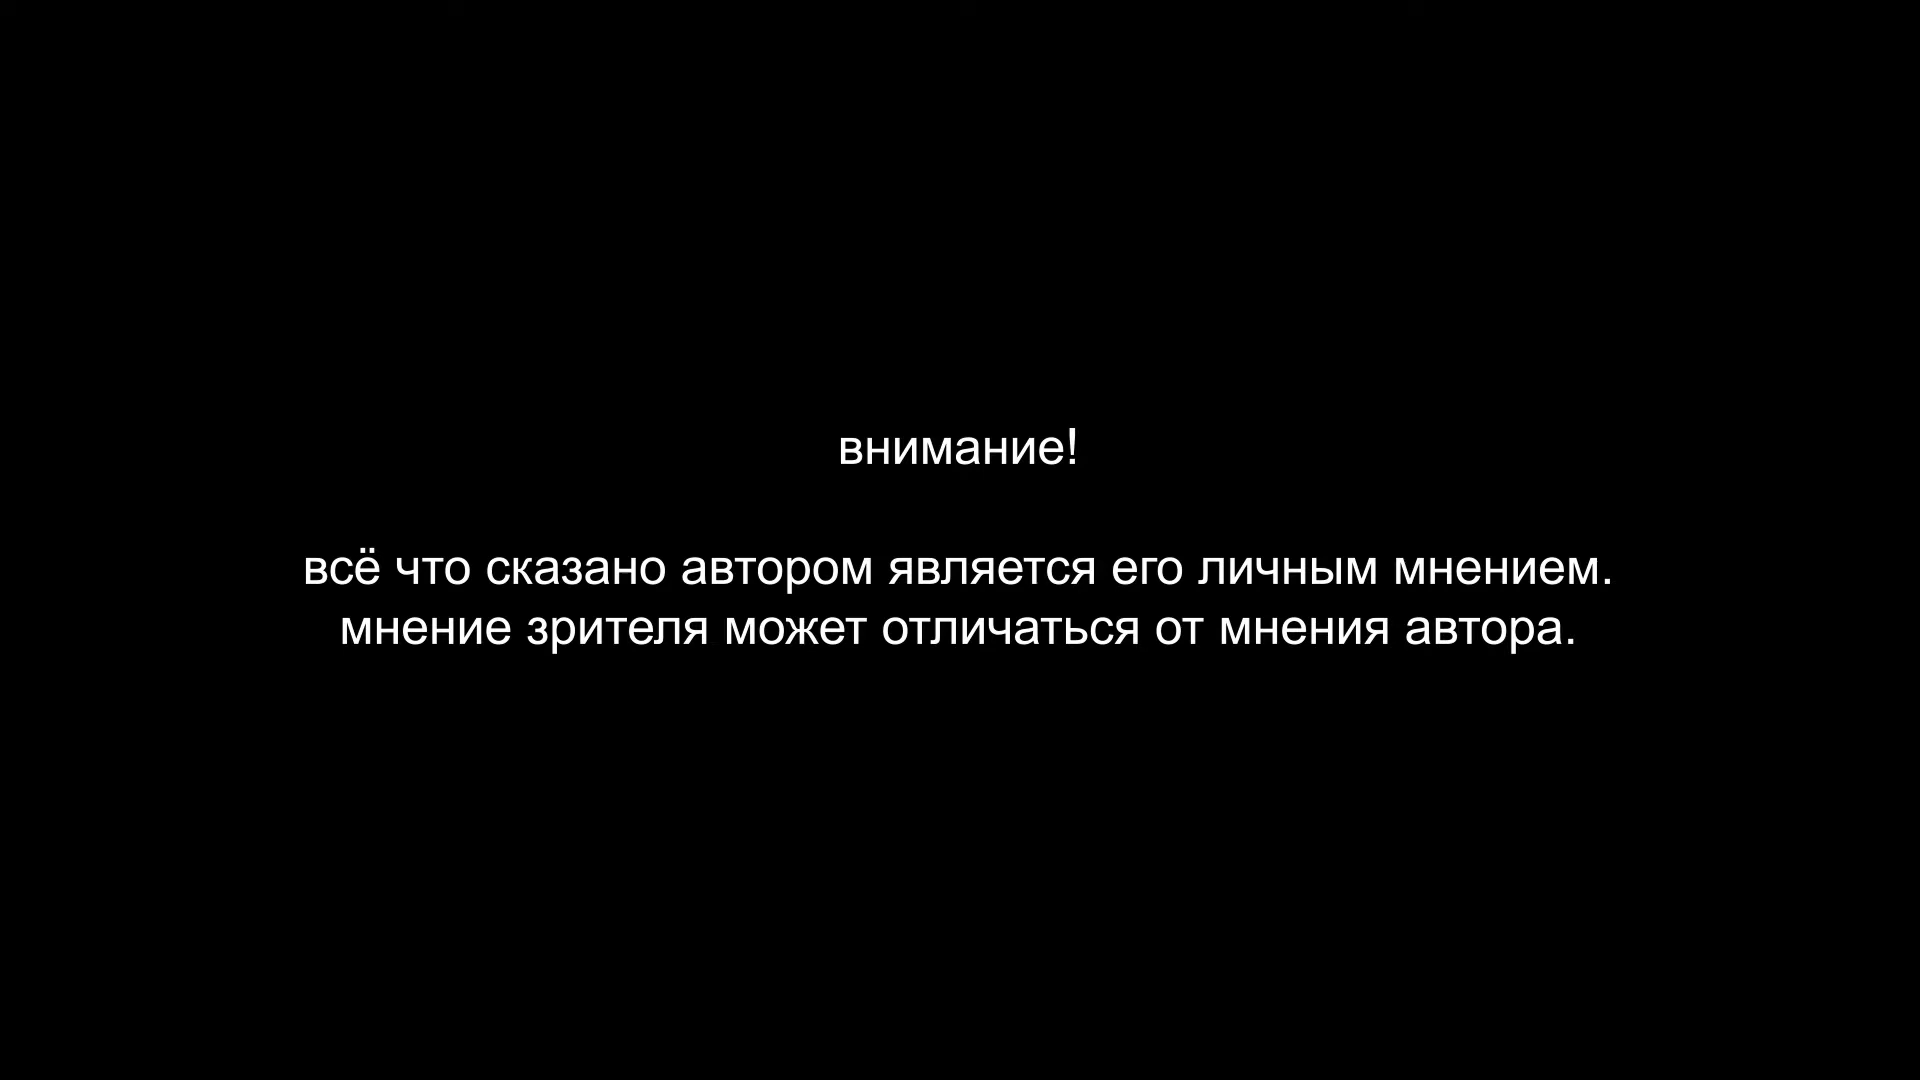 внимание!
всё что сказано автором является его личным мнением.
мнение зрителя может отличаться от мнения автора.